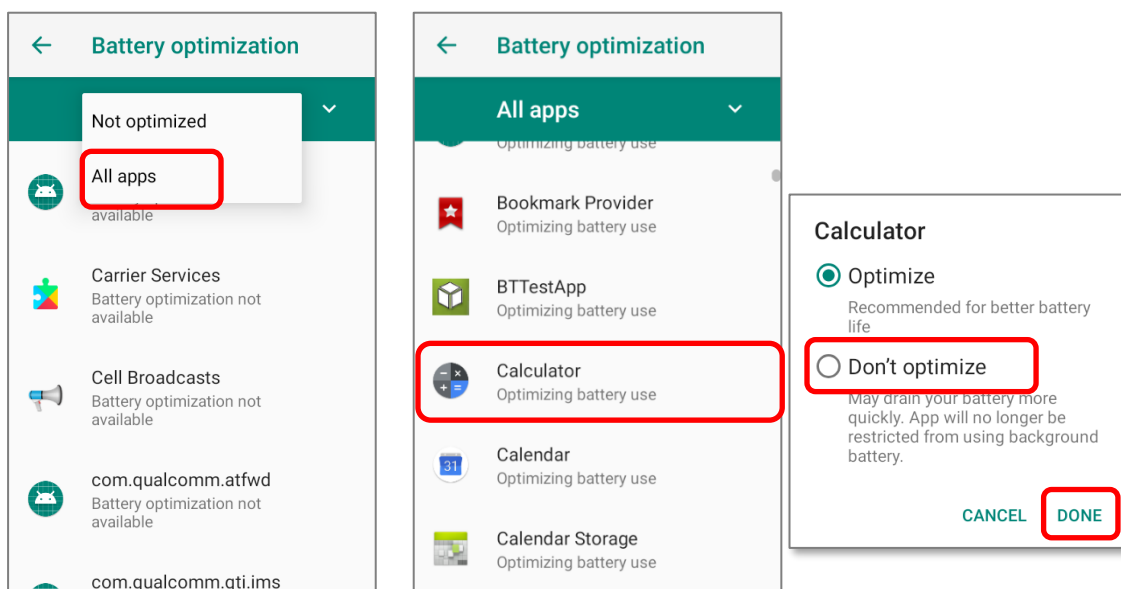 Battery optimization
Not optimized
All apps
available
Carrier Services
Battery optimization not
available
Cell Broadcasts
Battery optimization not
available
com.qualcomm.atfwd
Battery optimization not
available
com.qualcomm.qti.ims
Battery optimization
All apps
Optimizing battery use
Bookmark Provider
Optimizing battery use
BTTestApp
Optimizing battery use
Calculator
Optimizing battery use
Calendar
Optimizing battery use
31
Calendar Storage
Optimizing battery use
Calculator
Optimize
Recommended for better battery
life
Don't optimize
May drain your battery more
quickly. App will no longer be
restricted from using background
battery.
CANCEL DONE